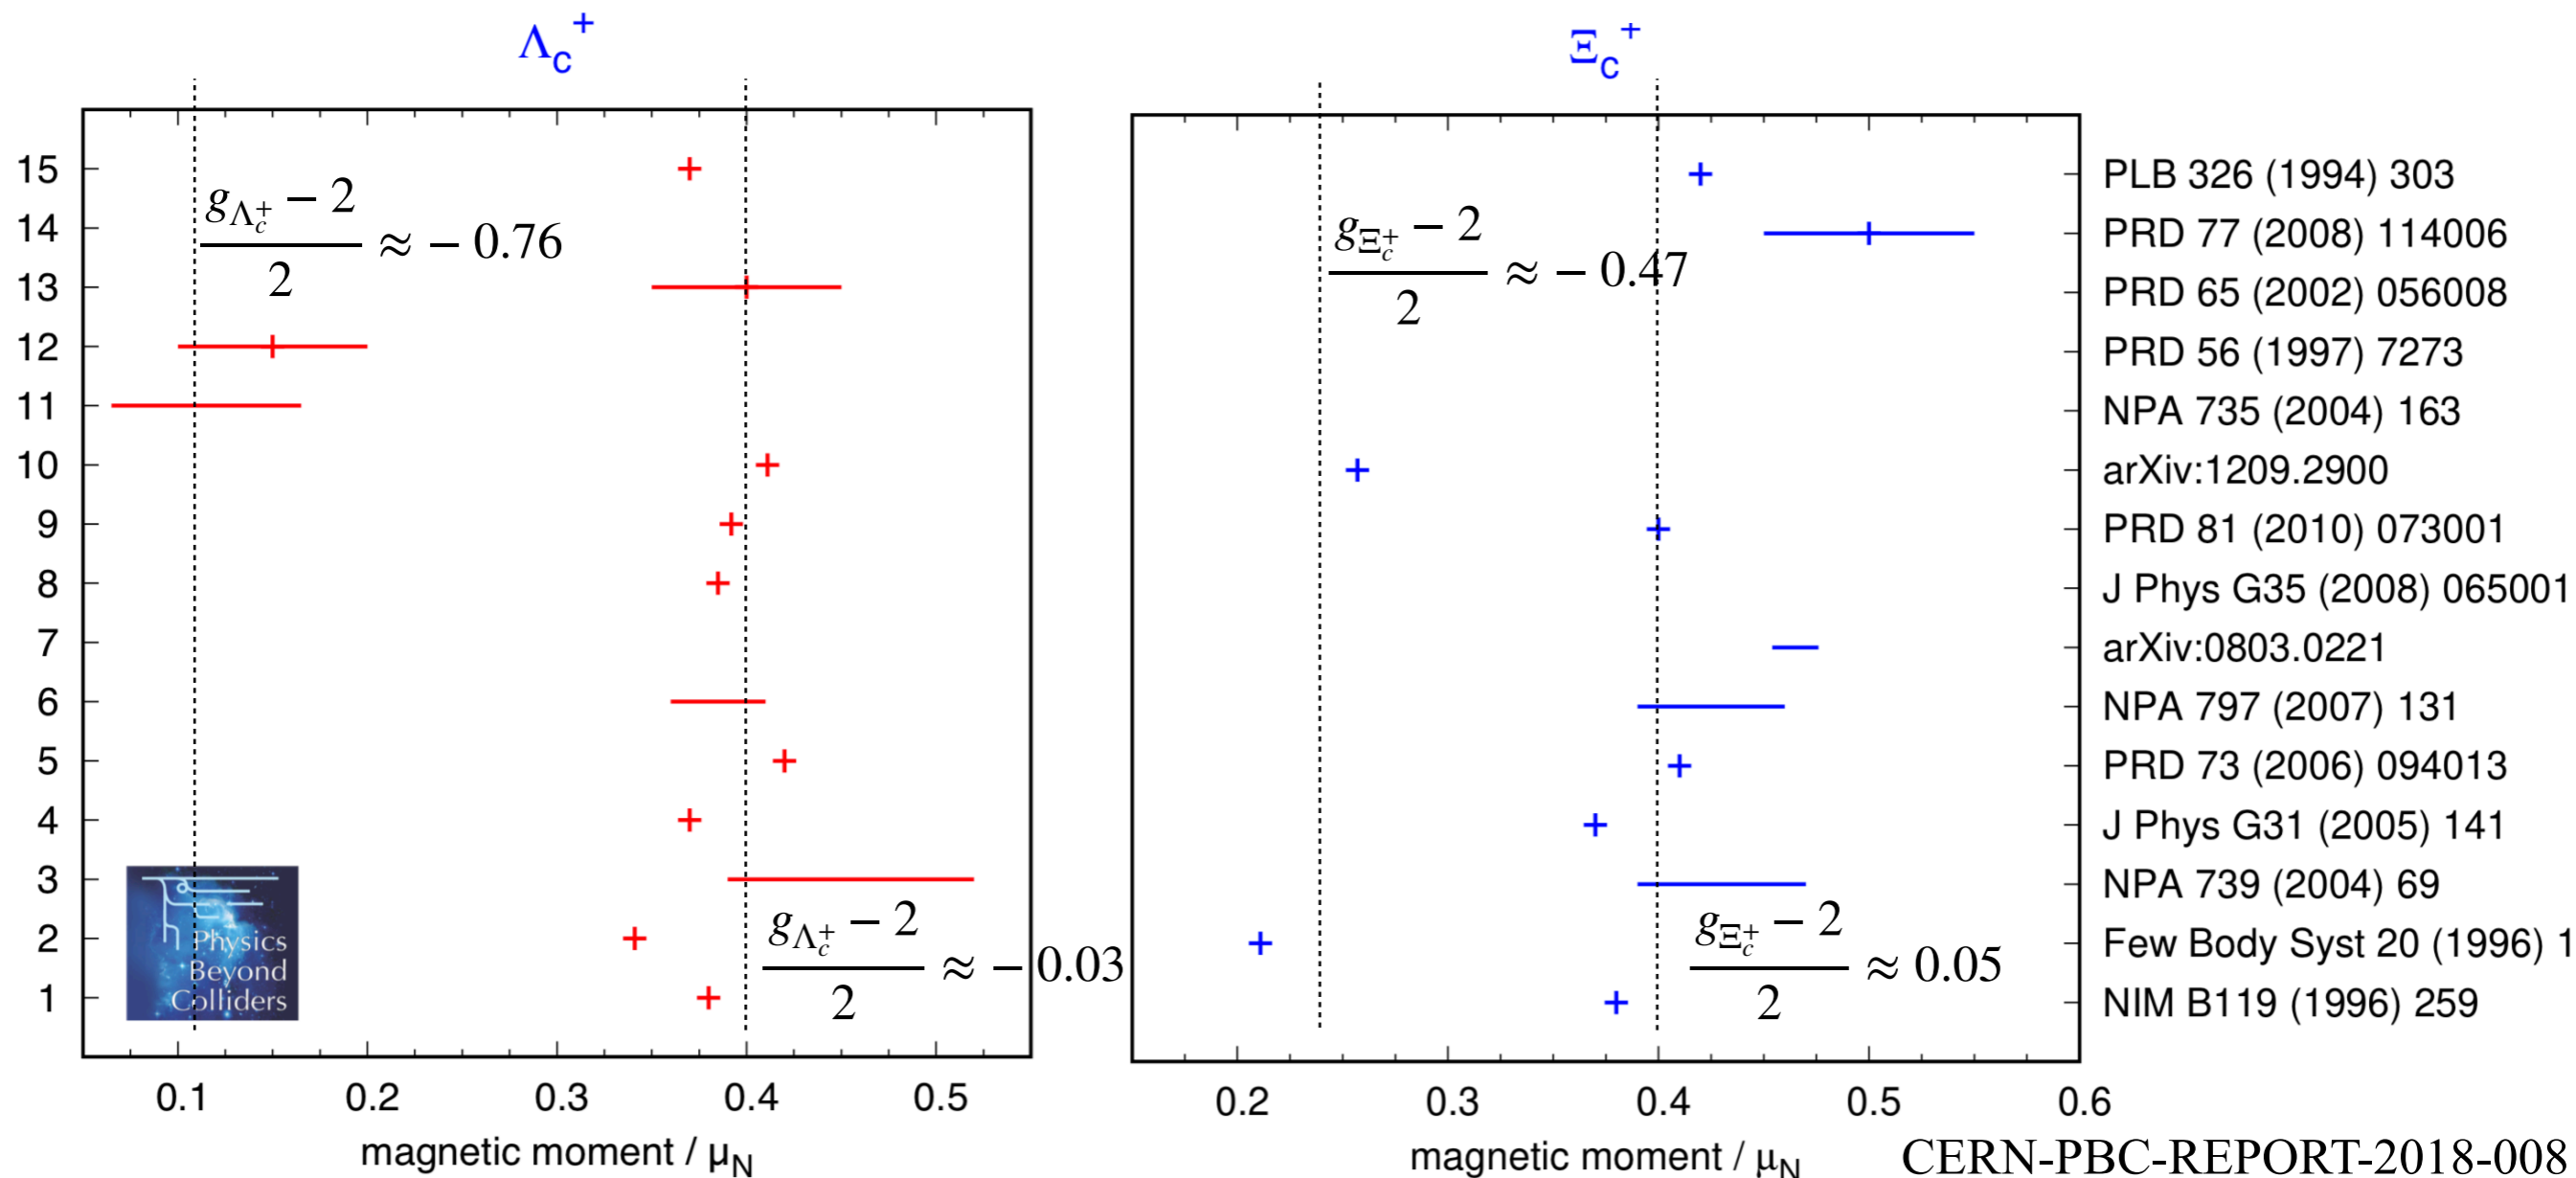 Λc+
Ξc+
15
14
13
12
11
10
9
8
7
6
5
4
3
2
1
gΛc+ − 2
2
≈ − 0.76
gΛc+ − 2
2
≈ − 0.03
Physics
Beyond
Colliders
0.1 0.2 0.3 0.4 0.5
magnetic moment / μN
gΞc+ − 2
2
≈ − 0.47
gΞc+ − 2
2
≈ 0.05
0.2 0.3 0.4 0.5 0.6
magnetic moment / μN
PLB 326 (1994) 303
PRD 77 (2008) 114006
PRD 65 (2002) 056008
PRD 56 (1997) 7273
NPA 735 (2004) 163
arXiv:1209.2900
PRD 81 (2010) 073001
J Phys G35 (2008) 065001
arXiv:0803.0221
NPA 797 (2007) 131
PRD 73 (2006) 094013
J Phys G31 (2005) 141
NPA 739 (2004) 69
Few Body Syst 20 (1996) 1
NIM B119 (1996) 259
CERN-PBC-REPORT-2018-008